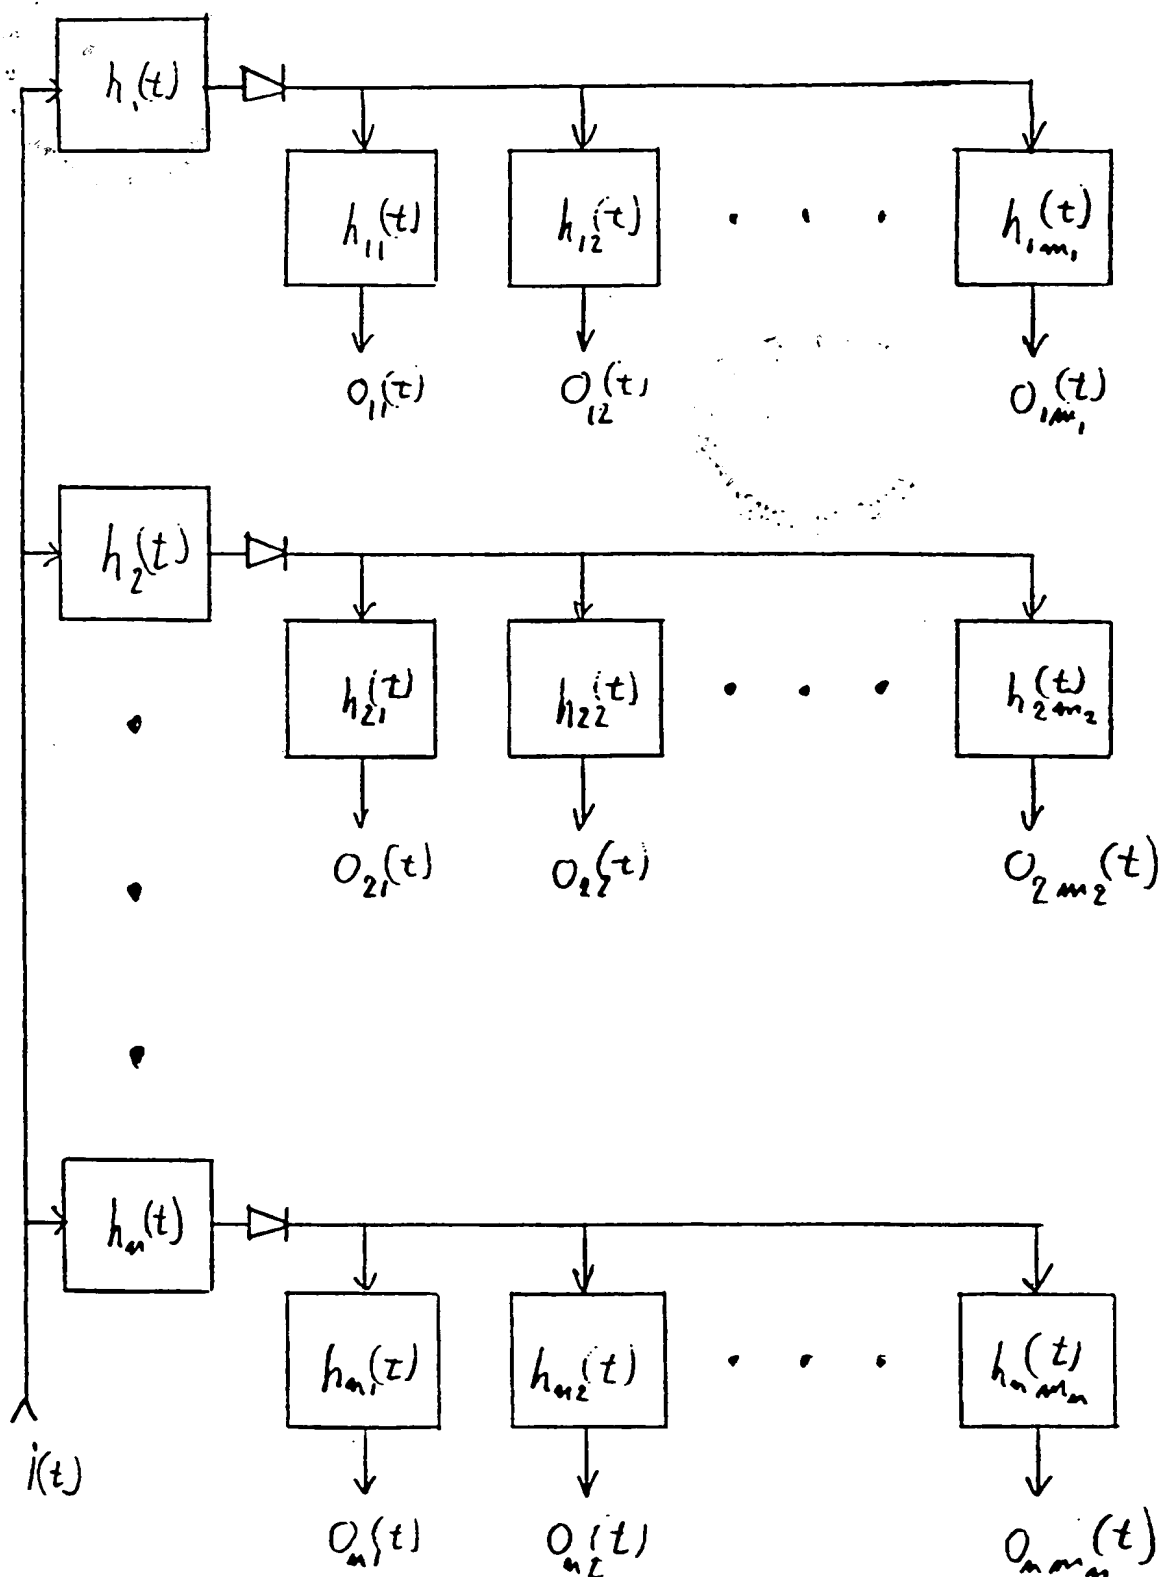 h₁(t)
h₁₁(t) h₁₂(t) . . . h₁ₘ₁(t)
O₁₁(t) O₁₂(t) O₁ₘ₁(t)
h₂(t)
h₂₁(t) h₂₂(t) . . . h₂ₘ₂(t)
O₂₁(t) O₂₂(t) O₂ₘ₂(t)
hₙ(t)
hₙ₁(t) hₙ₂(t) . . . hₙₘₙ(t)
i(t)
Oₙ₁(t) Oₙ₂(t) Oₙₘₙ(t)